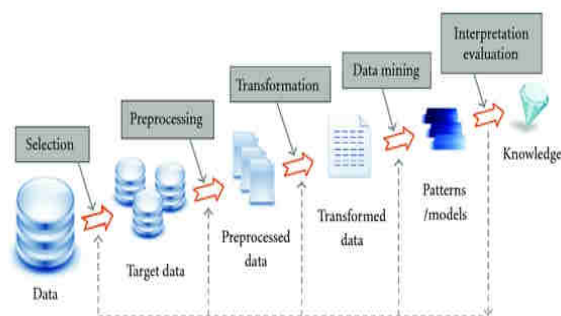 Interpretation
evaluation
Data mining
Transformation
Preprocessing
Selection
Knowledge
Patterns
/models
Transformed
data
Preprocessed
data
Target data
Data